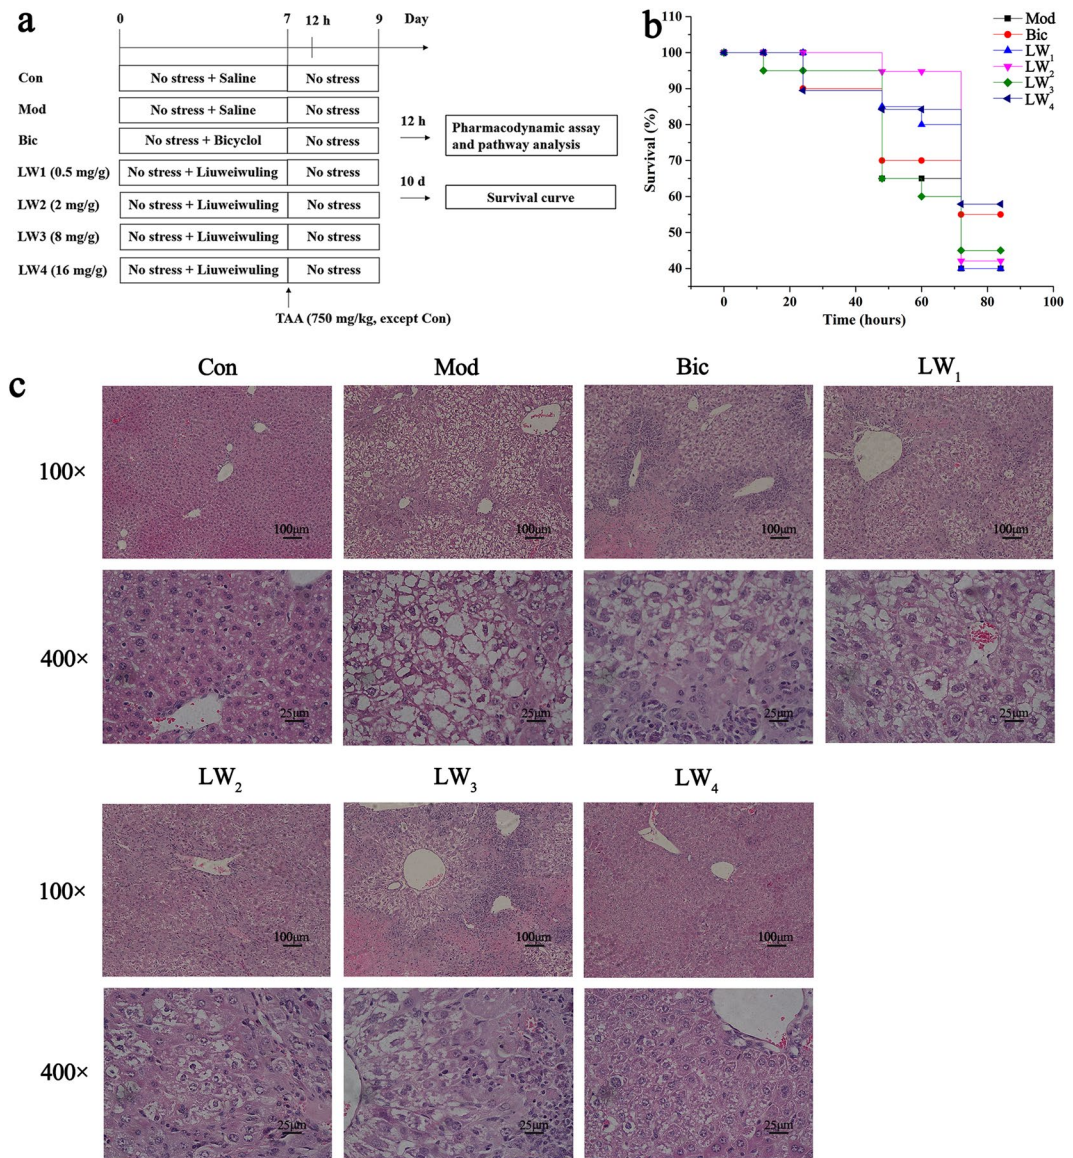 a
0 7 12 h 9 Day
Con No stress + Saline No stress
Mod No stress + Saline No stress
Bic No stress + Bicyclol No stress
LW1 (0.5 mg/g) No stress + Liuweiwuling No stress
LW2 (2 mg/g) No stress + Liuweiwuling No stress
LW3 (8 mg/g) No stress + Liuweiwuling No stress
LW4 (16 mg/g) No stress + Liuweiwuling No stress
12 h
Pharmacodynamic assay
and pathway analysis
10 d
Survival curve
TAA (750 mg/kg, except Con)
b
Mod
Bic
LW1
LW2
LW3
LW4
110
100
90
80
70
60
50
40
Survival (%)
0 20 40 60 80 100
Time (hours)
c
Con Mod Bic LW1
100×
100μm 100μm 100μm 100μm
400×
25μm 25μm 25μm 25μm
LW2 LW3 LW4
100×
100μm 100μm 100μm
400×
25μm 25μm 25μm